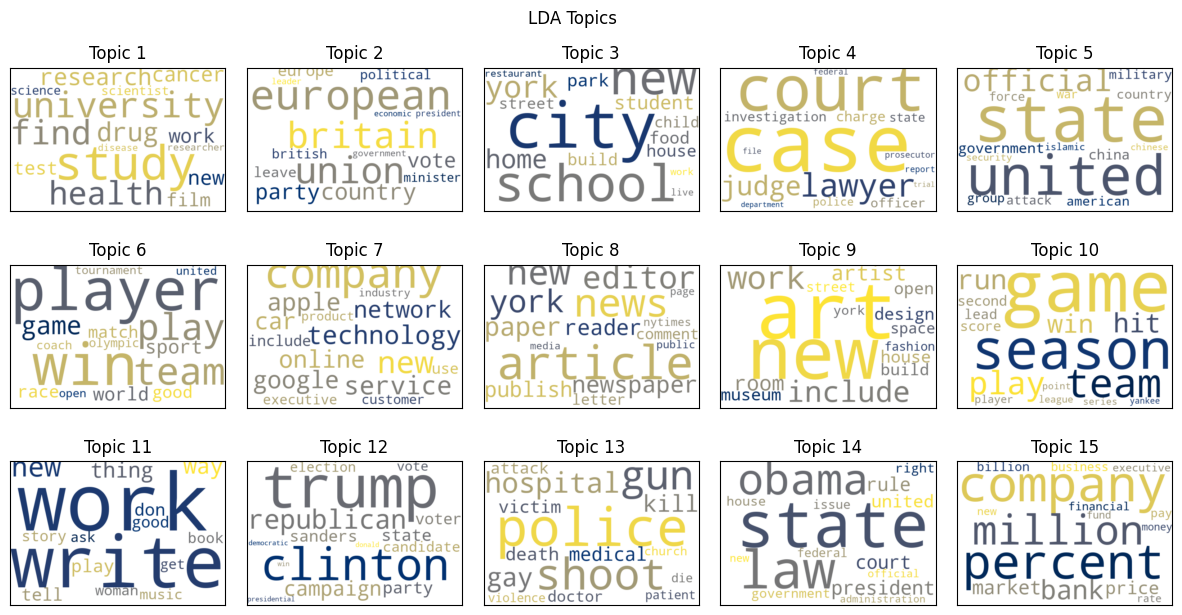 LDA Topics
Topic 1
research cancer
science scientist
university
find drug work
disease researcher
test study new
health film
Topic 2
europe political
leader
european
economic president
britain
british government
leave union vote
minister
party country
Topic 3
restaurant park new
york
street student
city child
food
home build house
school work
live
Topic 4
federal
court
investigation charge state
case
file prosecutor
judge lawyer report
trial
department police officer
Topic 5
official military
force war country
state
government islamic china chinese
security
united
group attack american
Topic 6
tournament united
player
game match play
coach olympic sport
win team
race open world good
Topic 7
company
apple industry network
car product
include technology
online new use
google service
executive customer
Topic 8
new editor
page
york news
paper reader nytimes
comment
media public
article
publish newspaper
letter
Topic 9
work artist
street open
art york design
space
new fashion
house
room build
museum include
Topic 10
run game
second
lead win hit
score
season
play point team
player league series yankee
Topic 11
new thing way
work
don
good
story ask book
write
play get
tell woman music
Topic 12
election vote
trump
republican voter
sanders state
democratic would candidate
clinton
win
campaign party
presidential
Topic 13
attack gun
hospital
victim kill
police
death medical church
gay shoot die
violence doctor patient
Topic 14
right
obama rule
house issue united
state
federal court
new law official
president
government administration
Topic 15
billion business executive
company
new financial pay
million fund money
percent
market bank price
rate